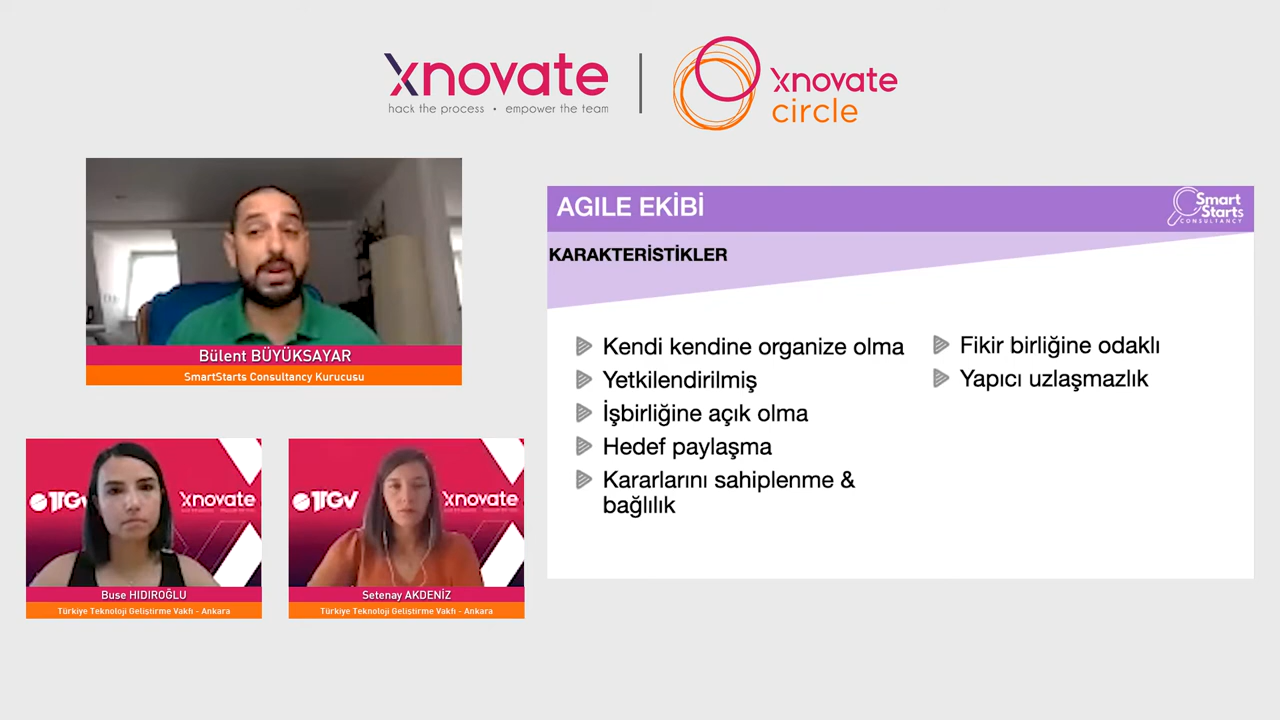 xnovate
hack the process • empower the team
xnovate
circle
Bülent BÜYÜKSAYAR
SmartStarts Consultancy Kurucusu
AGILE EKİBİ
Smart
Starts
CONSULTANCY
KARAKTERİSTİKLER
Kendi kendine organize olma
Yetkilendirilmiş
İşbirliğine açık olma
Hedef paylaşma
Kararlarını sahiplenme &
bağlılık
Fikir birliğine odaklı
Yapıcı uzlaşmazlık
TTGV
xnovate
Buse HIDIROĞLU
Türkiye Teknoloji Geliştirme Vakfı - Ankara
TTGV
xnovate
Setenay AKDENİZ
Türkiye Teknoloji Geliştirme Vakfı - Ankara